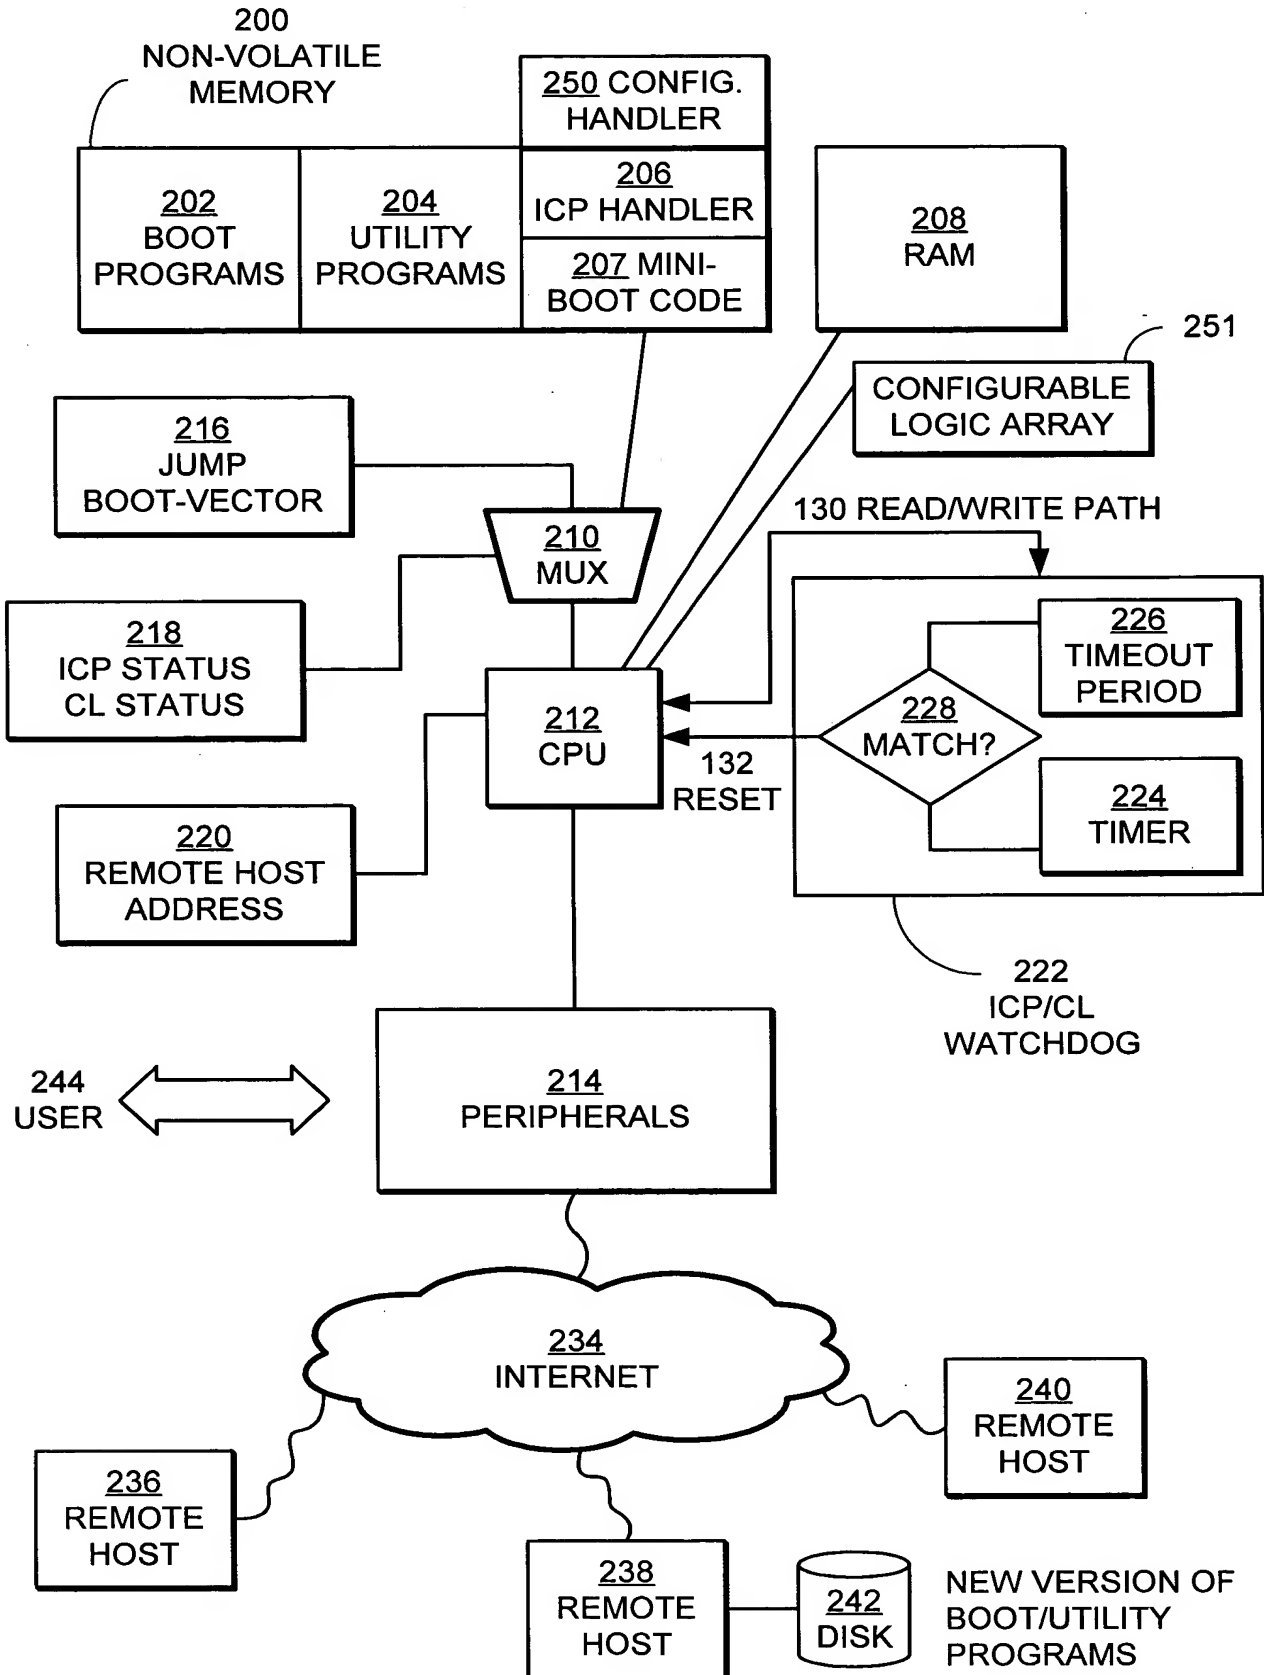 200
NON-VOLATILE
MEMORY
250 CONFIG.
HANDLER
202
BOOT
PROGRAMS
204
UTILITY
PROGRAMS
206
ICP HANDLER
207 MINI-
BOOT CODE
208
RAM
251
CONFIGURABLE
LOGIC ARRAY
216
JUMP
BOOT-VECTOR
210
MUX
130 READ/WRITE PATH
218
ICP STATUS
CL STATUS
212
CPU
226
TIMEOUT
PERIOD
228
MATCH?
132
RESET
224
TIMER
220
REMOTE HOST
ADDRESS
222
ICP/CL
WATCHDOG
244
USER
214
PERIPHERALS
234
INTERNET
240
REMOTE
HOST
236
REMOTE
HOST
238
REMOTE
HOST
242
DISK
NEW VERSION OF
BOOT/UTILITY
PROGRAMS